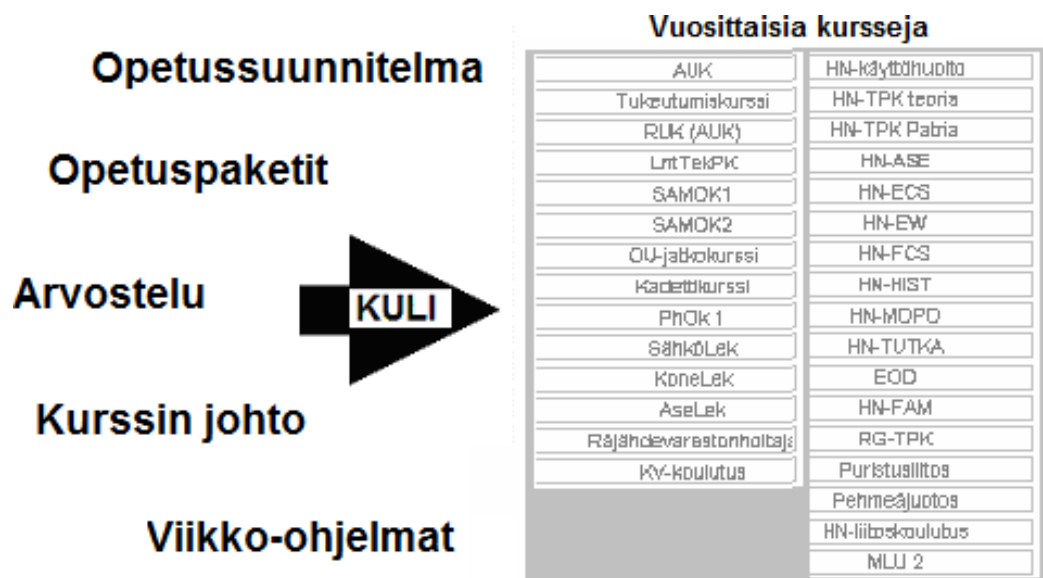 Opetussuunnitelma
Opetuspaketit
Arvostelu
KULI
Kurssin johto
Viikko-ohjelmat
Vuosittaisia kursseja
AUK
Tukeutumiskurssi
RUK (AUK)
LntTekPK
SAMOK1
SAMOK2
OU-jatkokurssi
Kadettikurssi
PhOk 1
SähköLek
KoneLek
AseLek
Räjähdevarastonhoitaja
KV-koulutus
HN-käyttöhuolto
HN-TPK teoria
HN-TPK Patria
HN-ASE
HN-ECS
HN-EW
HN-FCS
HN-HIST
HN-MOPO
HN-TUTKA
EOD
HN-FAM
RG-TPK
Puristusliitos
Pehmeäjuotos
HN-liitoskoulutus
MLU 2